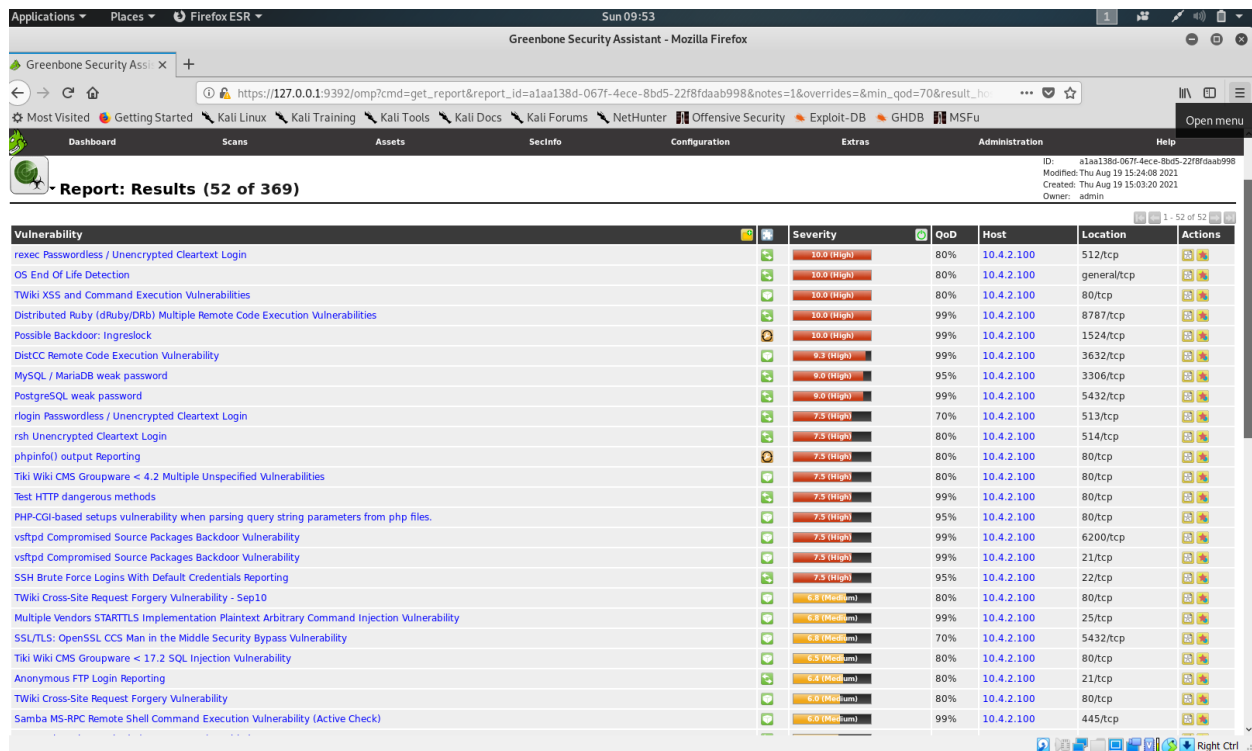 Applications Places Firefox ESR Sun 09:53 1
Greenbone Security Assistant - Mozilla Firefox
Greenbone Security Assis
https://127.0.0.1:9392/omp?cmd=get_report&report_id=a1aa138d-067f-4ece-8bd5-22f8fdaab998&notes=1&overrides=&min_qod=70&result_ho
Most Visited Getting Started Kali Linux Kali Training Kali Tools Kali Docs Kali Forums NetHunter Offensive Security Exploit-DB GHDB MSFu
Open menu
Dashboard Scans Assets SecInfo Configuration Extras Administration Help
Report: Results (52 of 369)
ID: a1aa138d-067f-4ece-8bd5-22f8fdaab998
Modified: Thu Aug 19 15:24:08 2021
Created: Thu Aug 19 15:03:20 2021
Owner: admin
1 - 52 of 52
Vulnerability Severity QoD Host Location Actions
rexec Passwordless / Unencrypted Cleartext Login 10.0 (High) 80% 10.4.2.100 512/tcp
OS End Of Life Detection 10.0 (High) 80% 10.4.2.100 general/tcp
TWiki XSS and Command Execution Vulnerabilities 10.0 (High) 80% 10.4.2.100 80/tcp
Distributed Ruby (dRuby/DRb) Multiple Remote Code Execution Vulnerabilities 10.0 (High) 99% 10.4.2.100 8787/tcp
Possible Backdoor: Ingreslock 10.0 (High) 99% 10.4.2.100 1524/tcp
DistCC Remote Code Execution Vulnerability 9.3 (High) 99% 10.4.2.100 3632/tcp
MySQL / MariaDB weak password 9.0 (High) 95% 10.4.2.100 3306/tcp
PostgreSQL weak password 9.0 (High) 99% 10.4.2.100 5432/tcp
rlogin Passwordless / Unencrypted Cleartext Login 7.5 (High) 70% 10.4.2.100 513/tcp
rsh Unencrypted Cleartext Login 7.5 (High) 80% 10.4.2.100 514/tcp
phpinfo() output Reporting 7.5 (High) 80% 10.4.2.100 80/tcp
Tiki Wiki CMS Groupware < 4.2 Multiple Unspecified Vulnerabilities 7.5 (High) 80% 10.4.2.100 80/tcp
Test HTTP dangerous methods 7.5 (High) 99% 10.4.2.100 80/tcp
PHP-CGI-based setups vulnerability when parsing query string parameters from php files. 7.5 (High) 95% 10.4.2.100 80/tcp
vsftpd Compromised Source Packages Backdoor Vulnerability 7.5 (High) 99% 10.4.2.100 6200/tcp
vsftpd Compromised Source Packages Backdoor Vulnerability 7.5 (High) 99% 10.4.2.100 21/tcp
SSH Brute Force Logins With Default Credentials Reporting 7.5 (High) 95% 10.4.2.100 22/tcp
TWiki Cross-Site Request Forgery Vulnerability - Sep10 6.8 (Medium) 80% 10.4.2.100 80/tcp
Multiple Vendors STARTTLS Implementation Plaintext Arbitrary Command Injection Vulnerability 6.8 (Medium) 99% 10.4.2.100 25/tcp
SSL/TLS: OpenSSL CCS Man in the Middle Security Bypass Vulnerability 6.8 (Medium) 70% 10.4.2.100 5432/tcp
Tiki Wiki CMS Groupware < 17.2 SQL Injection Vulnerability 6.5 (Medium) 80% 10.4.2.100 80/tcp
Anonymous FTP Login Reporting 6.4 (Medium) 80% 10.4.2.100 21/tcp
TWiki Cross-Site Request Forgery Vulnerability 6.0 (Medium) 80% 10.4.2.100 80/tcp
Samba MS-RPC Remote Shell Command Execution Vulnerability (Active Check) 6.0 (Medium) 99% 10.4.2.100 445/tcp
Right Ctrl